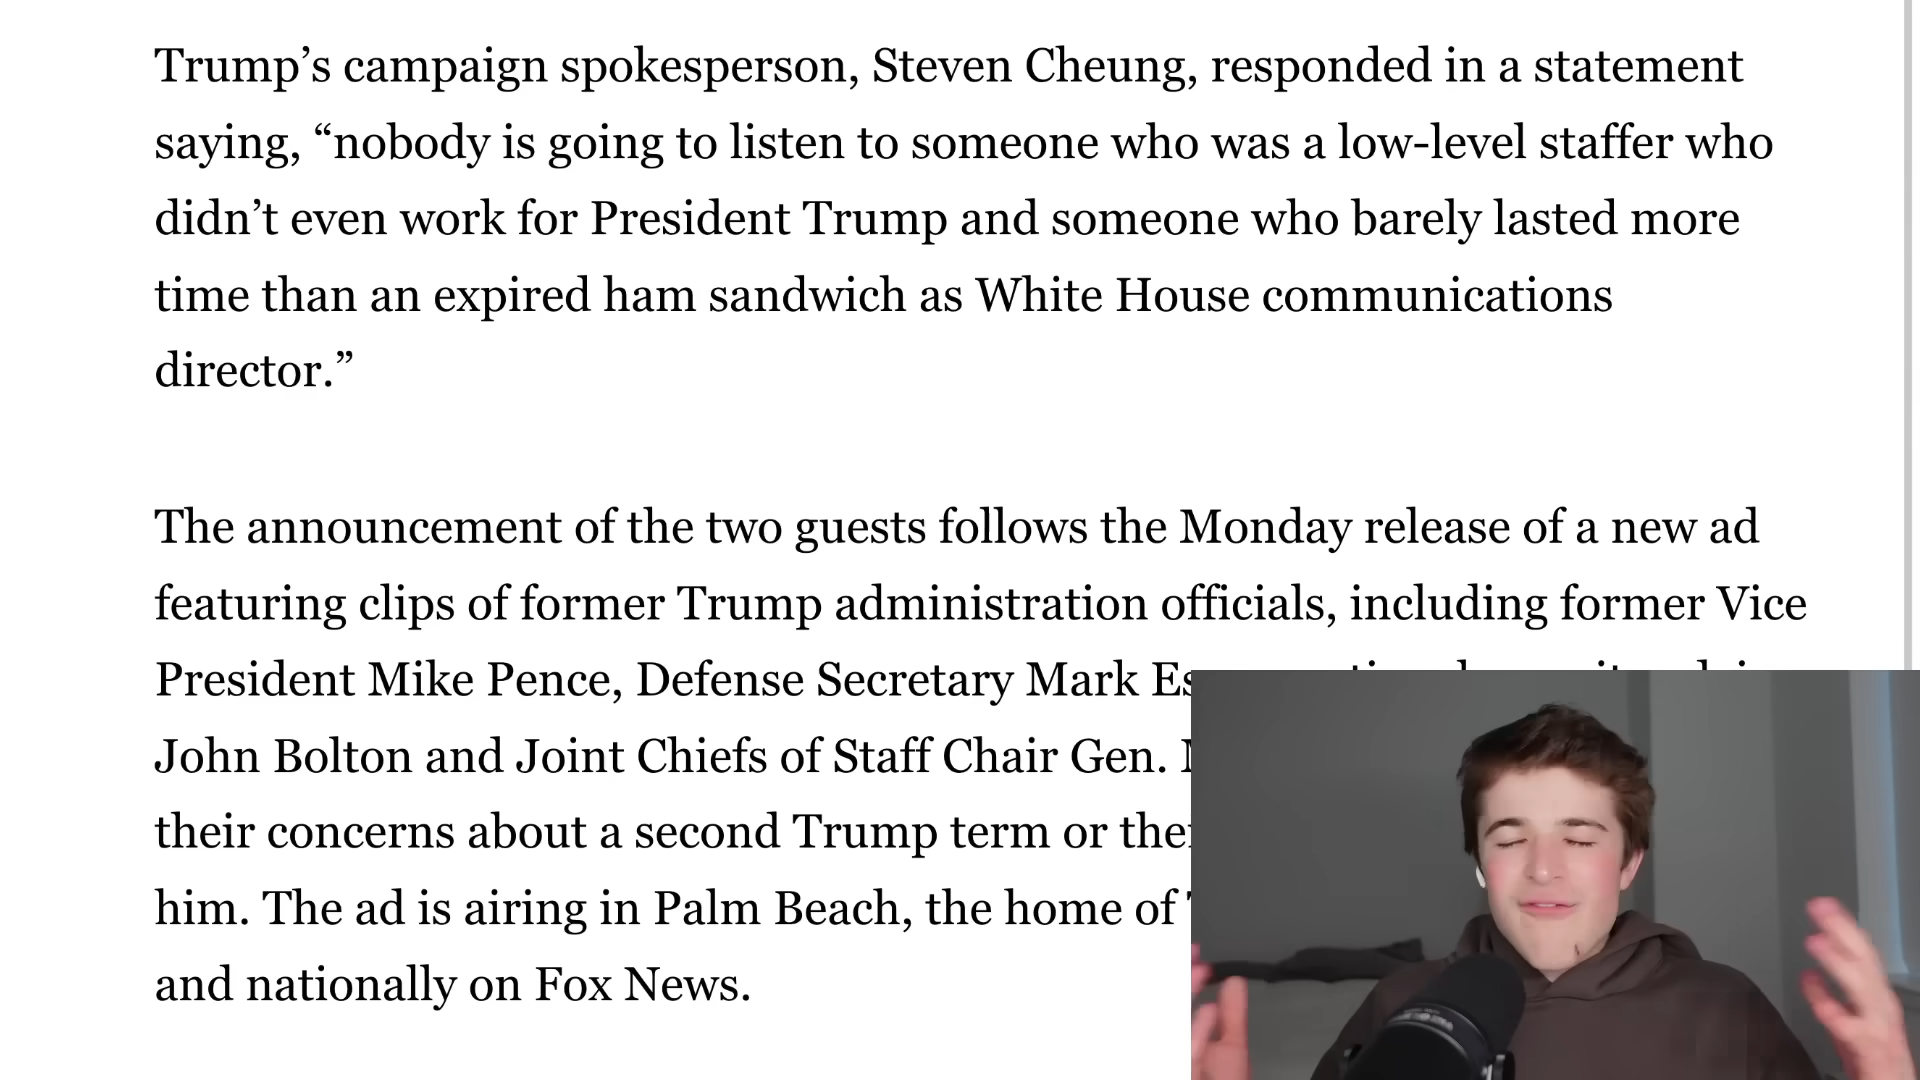 Trump’s campaign spokesperson, Steven Cheung, responded in a statement
saying, “nobody is going to listen to someone who was a low-level staffer who
didn’t even work for President Trump and someone who barely lasted more
time than an expired ham sandwich as White House communications
director.”
The announcement of the two guests follows the Monday release of a new ad
featuring clips of former Trump administration officials, including former Vice
President Mike Pence, Defense Secretary Mark
John Bolton and Joint Chiefs of Staff Chair Gen.
their concerns about a second Trump term or
him. The ad is airing in Palm Beach, the home of
and nationally on Fox News.